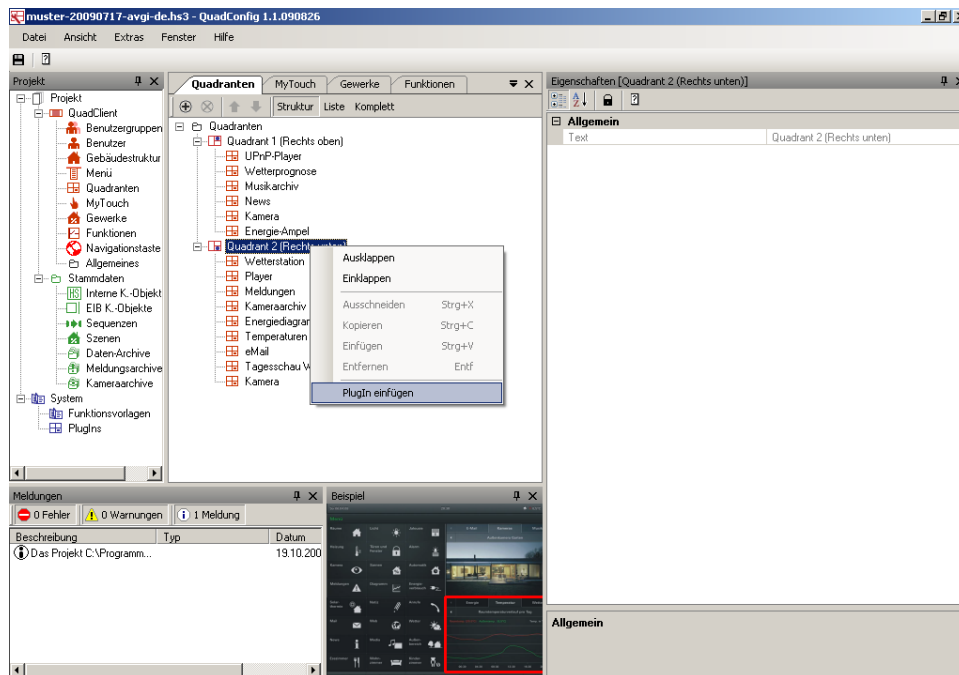 muster-20090717-avgi-de.hs3 - QuadConfig 1.1.090826
Datei Ansicht Extras Fenster Hilfe
Projekt
Projekt
QuadClient
Benutzergruppen
Benutzer
Gebäudestruktur
Menü
Quadranten
MyTouch
Gewerke
Funktionen
Navigationstaste
Allgemeines
Stammdaten
HS Interne K.-Objekt
EIB K.-Objekte
Sequenzen
Szenen
Daten-Archive
Meldungsarchive
Kameraarchive
System
Funktionsvorlagen
PlugIns
Quadranten MyTouch Gewerke Funktionen
Struktur Liste Komplett
Quadranten
Quadrant 1 (Rechts oben)
UPnP-Player
Wetterprognose
Musikarchiv
News
Kamera
Energie-Ampel
Quadrant 2 (Rechts unten)
Wetterstation
Player
Meldungen
Kameraarchiv
Energiediagram
Temperaturen
eMail
Tagesschau W
Kamera
Ausklappen
Einklappen
Ausschneiden Strg+X
Kopieren Strg+C
Einfügen Strg+V
Entfernen Entf
PlugIn einfügen
Eigenschaften [Quadrant 2 (Rechts unten)]
Allgemein
Text Quadrant 2 (Rechts unten)
Allgemein
Meldungen
0 Fehler 0 Warnungen 1 Meldung
Beschreibung Typ Datum
Das Projekt C:\Programm... 19.10.200
Beispiel